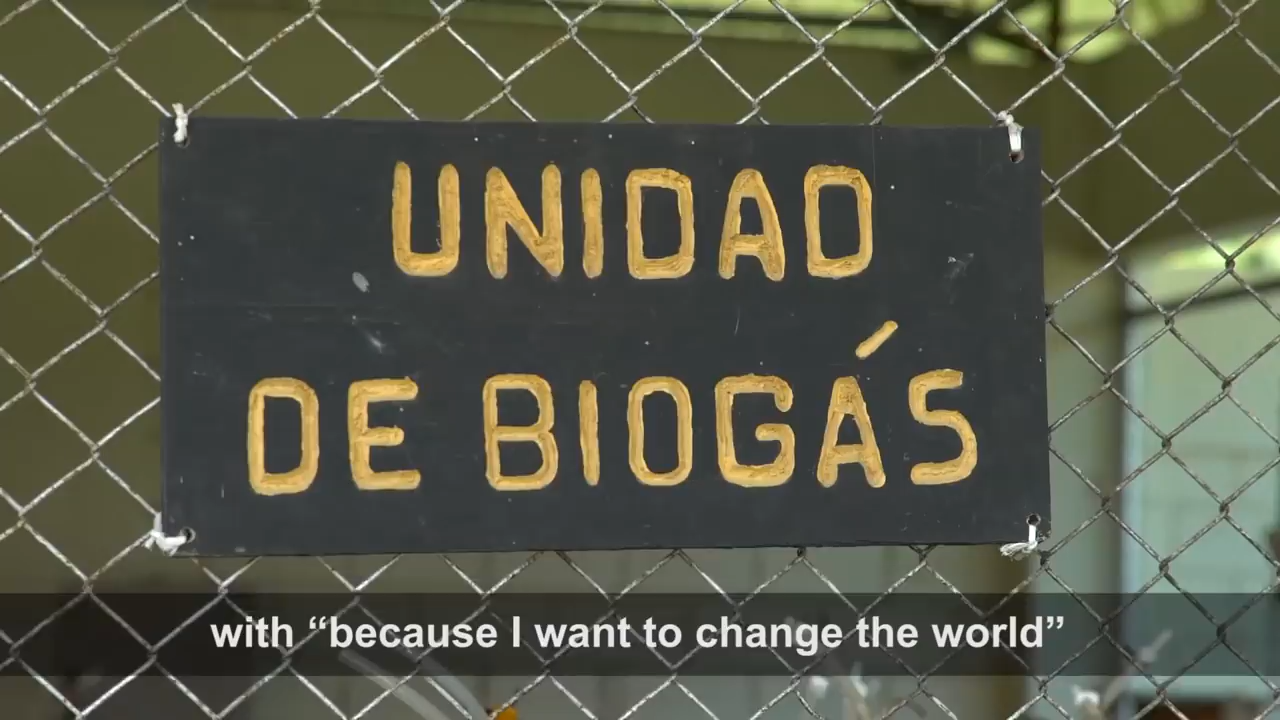 UNIDAD
DE BIOGÁS
with “because I want to change the world”